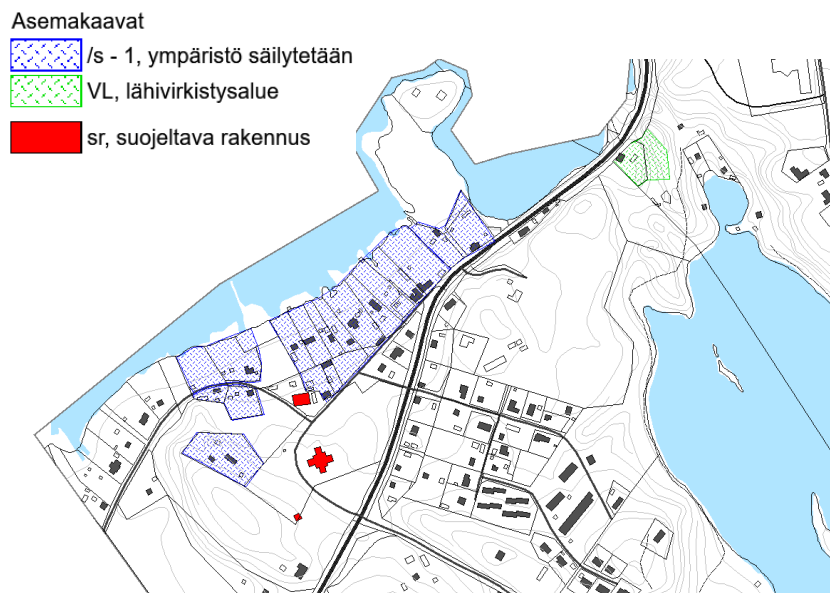 Asemakaavat
/s - 1, ympäristö säilytetään
VL, lähivirkistysalue
sr, suojeltava rakennus